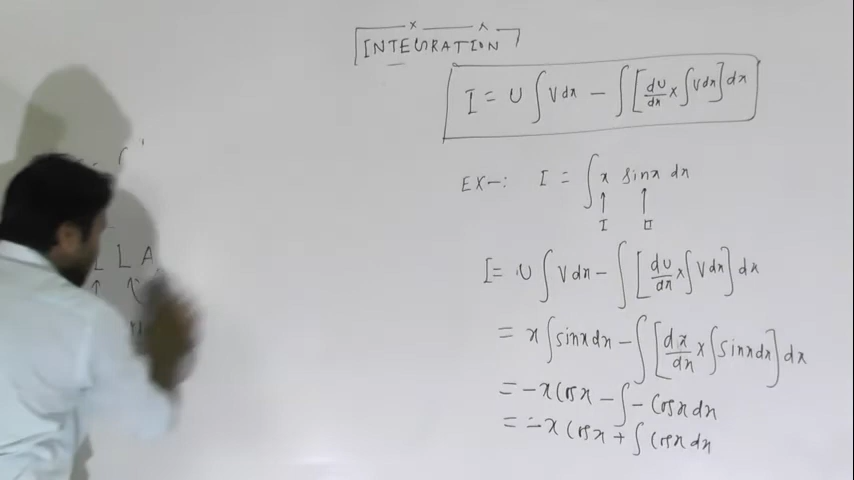 INTEGRATION
I = U ∫ V dx − ∫ [ dU/dx × ∫ V dx ] dx
EX-: I = ∫ x sinx dx
I II
I = U ∫ V dx − ∫ [ dU/dx × ∫ V dx ] dx
= x ∫ sinx dx − ∫ [ dx/dx × ∫ sinx dx ] dx
= −x Cosx − ∫ − Cosx dx
= −x Cosx + ∫ Cosx dx
L A